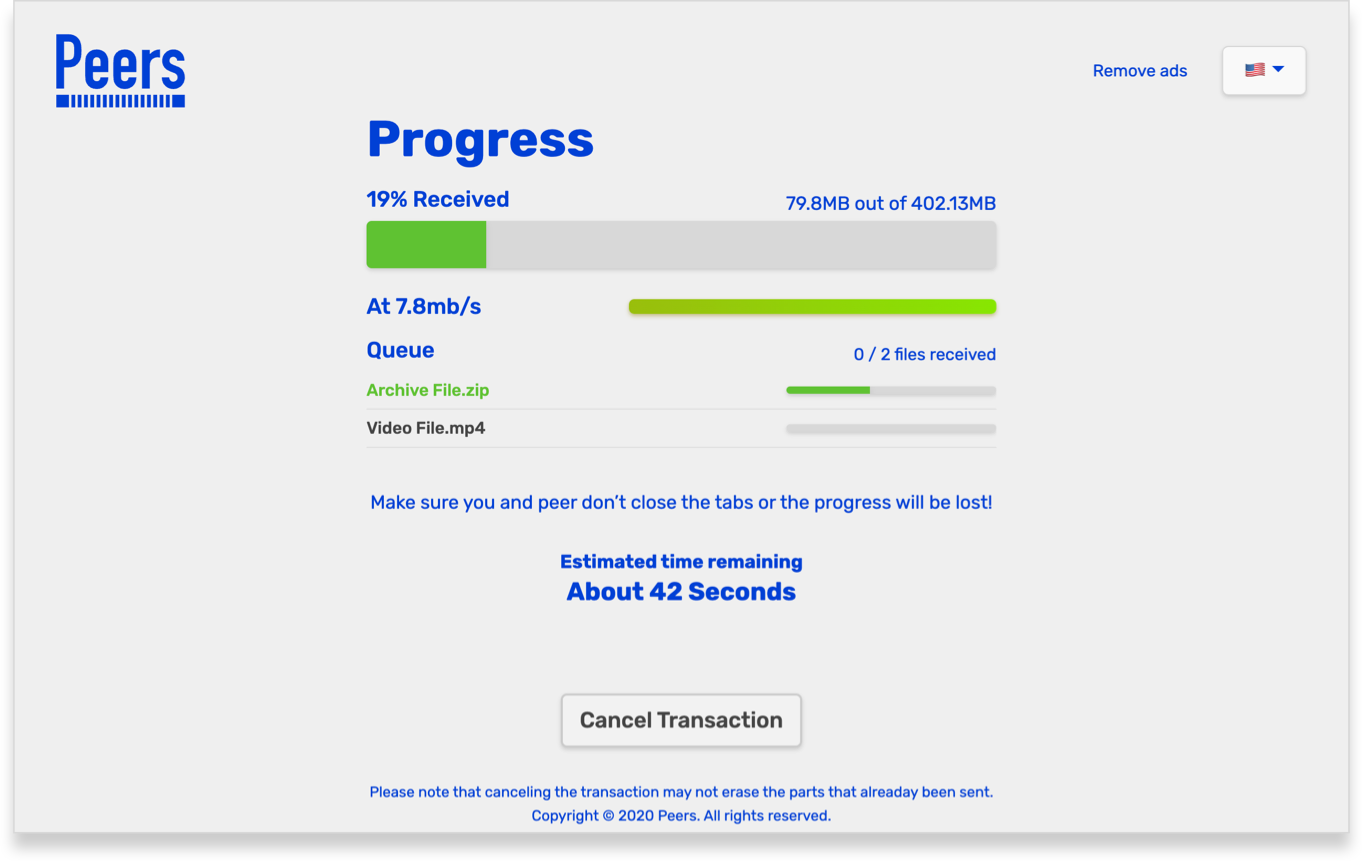 Peers
Remove ads
Progress
19% Received
79.8MB out of 402.13MB
At 7.8mb/s
Queue
0 / 2 files received
Archive File.zip
Video File.mp4
Make sure you and peer don’t close the tabs or the progress will be lost!
Estimated time remaining
About 42 Seconds
Cancel Transaction
Please note that canceling the transaction may not erase the parts that alreaday been sent.
Copyright © 2020 Peers. All rights reserved.